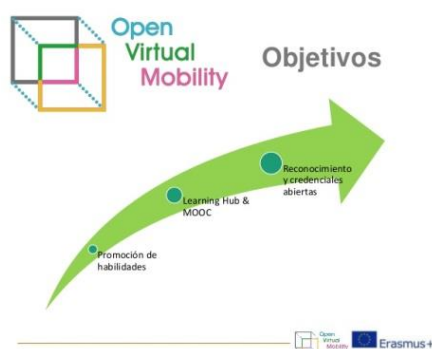 Open
Virtual
Mobility
Objetivos
Reconocimiento
y credenciales
abiertas
Learning Hub &
MOOC
Promoción de
habilidades
Open
Virtual
Mobility
Erasmus+